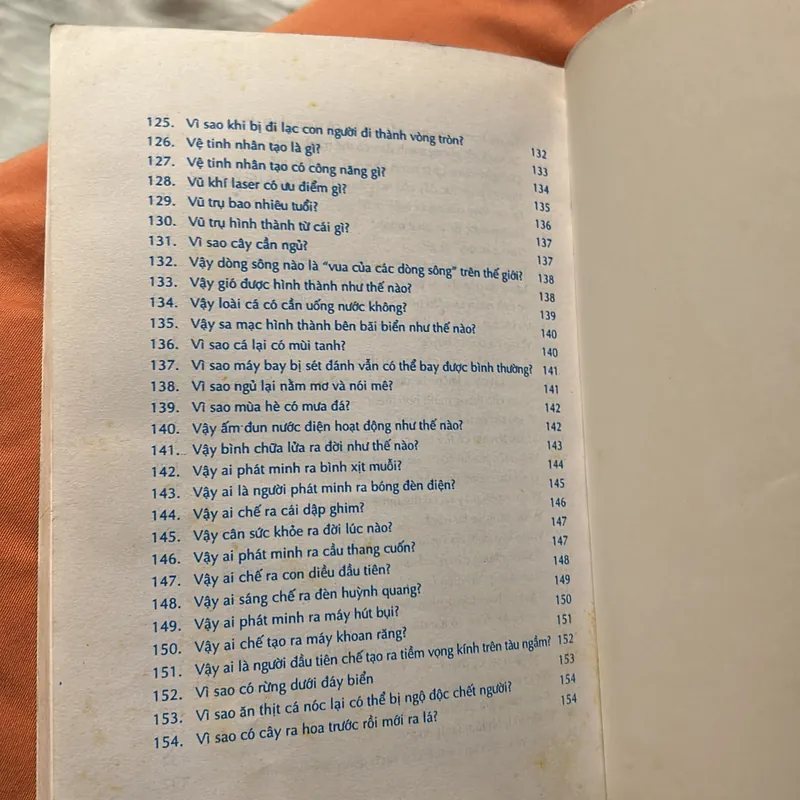 125. Vì sao khi bị đi lạc con người đi thành vòng tròn? 132
126. Vệ tinh nhân tạo là gì? 133
127. Vệ tinh nhân tạo có công năng gì? 134
128. Vũ khí laser có ưu điểm gì? 135
129. Vũ trụ bao nhiêu tuổi? 136
130. Vũ trụ hình thành từ cái gì? 137
131. Vì sao cây cần ngủ? 137
132. Vậy dòng sông nào là “vua của các dòng sông” trên thế giới? 138
133. Vậy gió được hình thành như thế nào? 138
134. Vậy loài cá có cần uống nước không? 139
135. Vậy sa mạc hình thành bên bãi biển như thế nào? 140
136. Vì sao cá lại có mùi tanh? 140
137. Vì sao máy bay bị sét đánh vẫn có thể bay được bình thường? 141
138. Vì sao ngủ lại nằm mơ và nói mê? 141
139. Vì sao mùa hè có mưa đá? 142
140. Vậy ấm đun nước điện hoạt động như thế nào? 142
141. Vậy bình chữa lửa ra đời như thế nào? 143
142. Vậy ai phát minh ra bình xịt muỗi? 144
143. Vậy ai là người phát minh ra bóng đèn điện? 145
144. Vậy ai chế ra cái dập ghim? 146
145. Vậy cân sức khỏe ra đời lúc nào? 147
146. Vậy ai phát minh ra cầu thang cuốn? 147
147. Vậy ai chế ra con diều đầu tiên? 148
148. Vậy ai sáng chế ra đèn huỳnh quang? 149
149. Vậy ai phát minh ra máy hút bụi? 150
150. Vậy ai chế tạo ra máy khoan răng? 151
151. Vậy ai là người đầu tiên chế tạo ra tiềm vọng kính trên tàu ngầm? 152
152. Vì sao có rừng dưới đáy biển 153
153. Vì sao ăn thịt cá nóc lại có thể bị ngộ độc chết người? 154
154. Vì sao có cây ra hoa trước rồi mới ra lá? 154